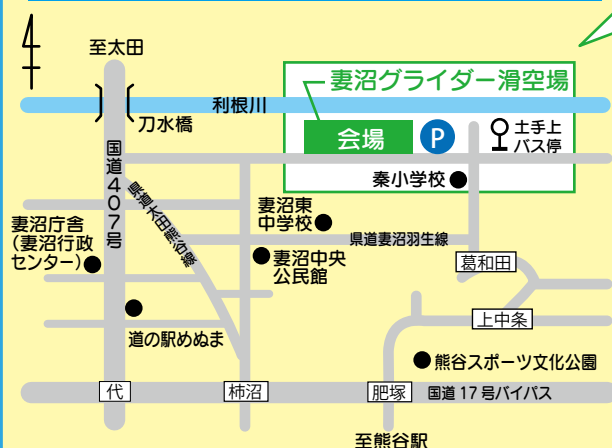 至太田
妻沼グライダー滑空場
利根川
刀水橋
会場
P
土手上
バス停
国道407号
県道太田熊谷線
秦小学校
妻沼東
中学校
妻沼庁舎
(妻沼行政
センター)
県道妻沼羽生線
妻沼中央
公民館
葛和田
上中条
道の駅めぬま
熊谷スポーツ文化公園
代
柿沼
肥塚
国道17号バイパス
至熊谷駅